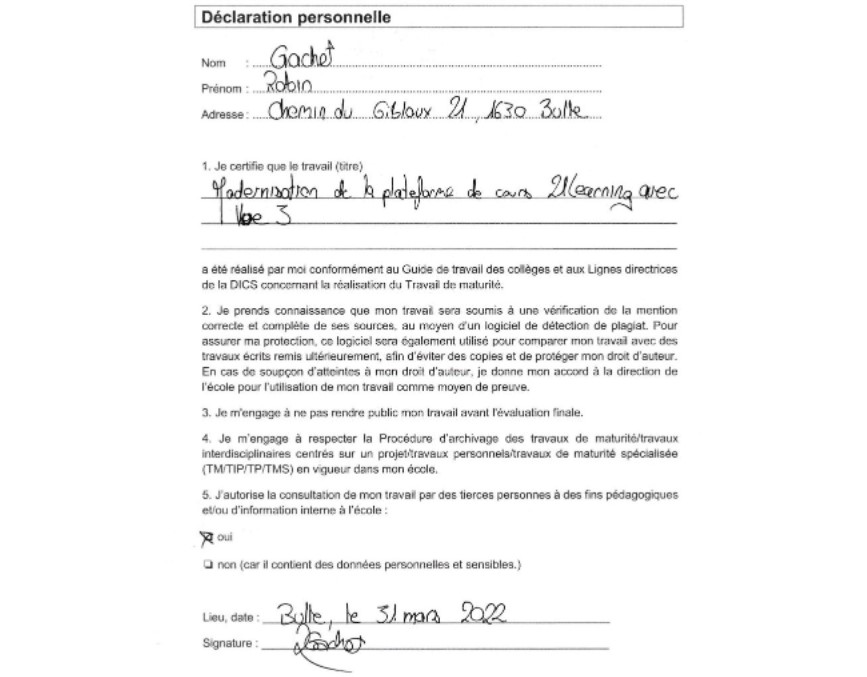 Déclaration personnelle
Nom : Gachet
Prénom : Robin
Adresse : Chemin du Gibloux 21, 1630 Bulle
1. Je certifie que le travail (titre)
Modernisation de la plateforme de cours 21learning avec
Vue 3
a été réalisé par moi conformément au Guide de travail des collèges et aux Lignes directrices
de la DICS concernant la réalisation du Travail de maturité.
2. Je prends connaissance que mon travail sera soumis à une vérification de la mention
correcte et complète de ses sources, au moyen d'un logiciel de détection de plagiat. Pour
assurer ma protection, ce logiciel sera également utilisé pour comparer mon travail avec des
travaux écrits remis ultérieurement, afin d'éviter des copies et de protéger mon droit d'auteur.
En cas de soupçon d'atteintes à mon droit d'auteur, je donne mon accord à la direction de
l'école pour l'utilisation de mon travail comme moyen de preuve.
3. Je m'engage à ne pas rendre public mon travail avant l'évaluation finale.
4. Je m'engage à respecter la Procédure d'archivage des travaux de maturité/travaux
interdisciplinaires centrés sur un projet/travaux personnels/travaux de maturité spécialisée
(TM/TIP/TP/TMS) en vigueur dans mon école.
5. J'autorise la consultation de mon travail par des tierces personnes à des fins pédagogiques
et/ou d'information interne à l'école :
oui
non (car il contient des données personnelles et sensibles.)
Lieu, date : Bulle, le 31 mars 2022
Signature : RGachet